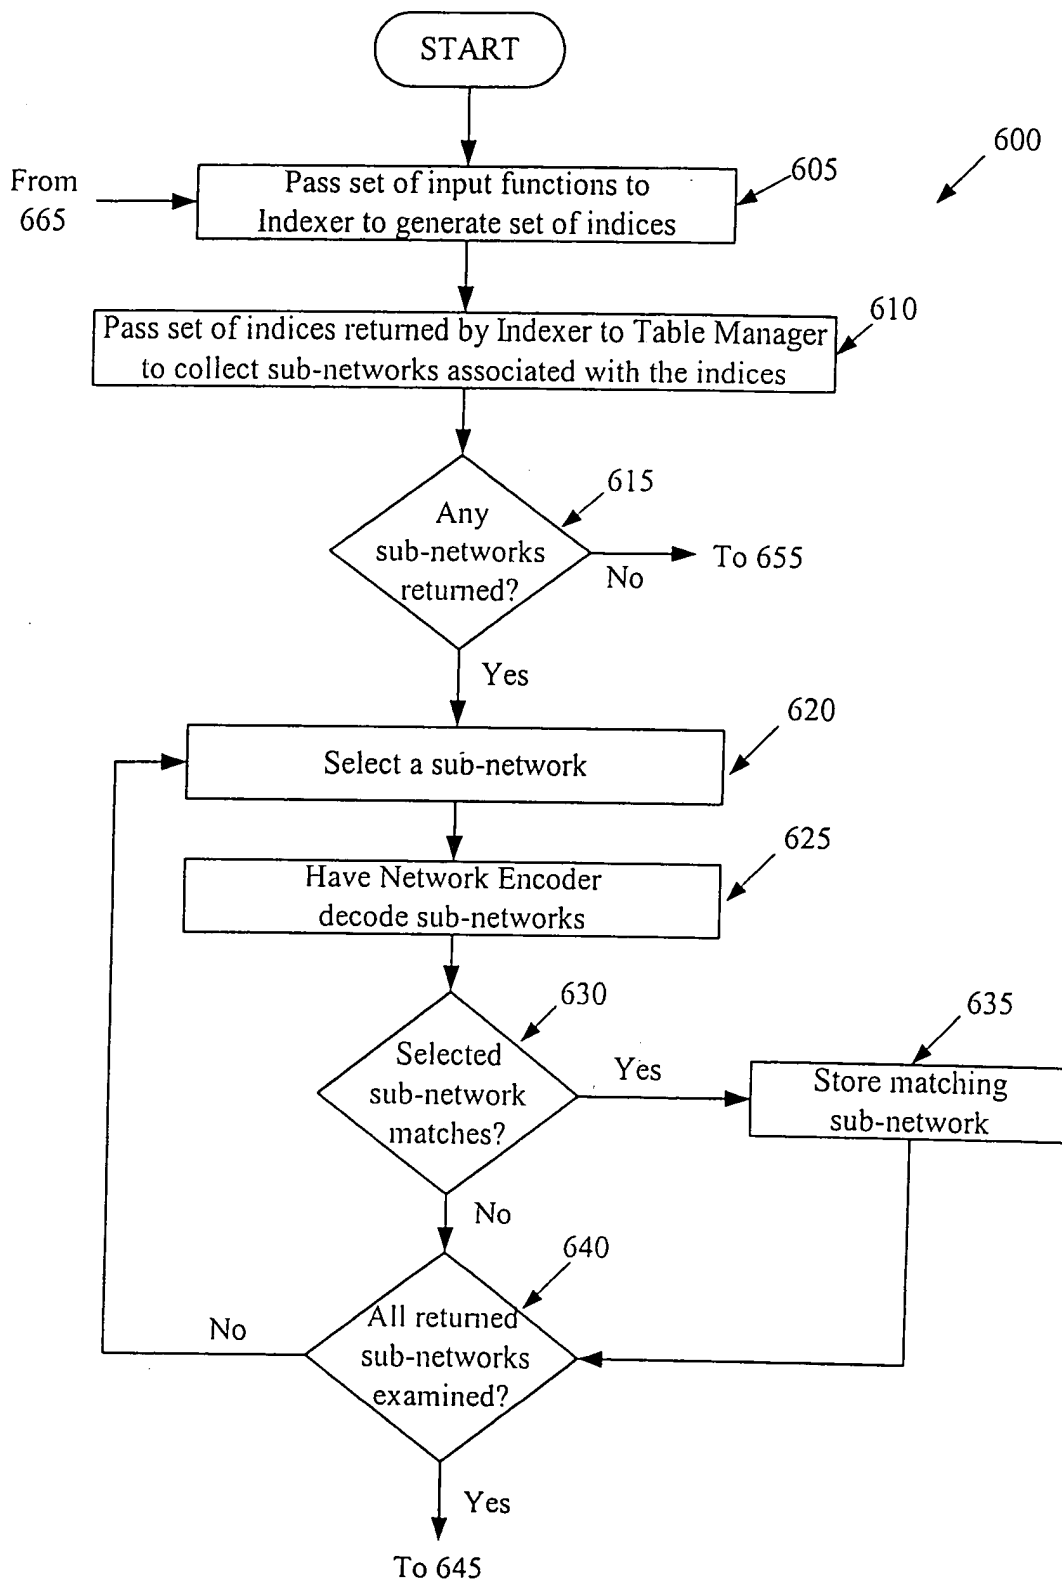 START
600
605
From
665
Pass set of input functions to
Indexer to generate set of indices
610
Pass set of indices returned by Indexer to Table Manager
to collect sub-networks associated with the indices
615
Any
sub-networks
returned?
No
To 655
Yes
620
Select a sub-network
625
Have Network Encoder
decode sub-networks
630
635
Selected
sub-network
matches?
Yes
Store matching
sub-network
No
640
All returned
sub-networks
examined?
No
Yes
To 645